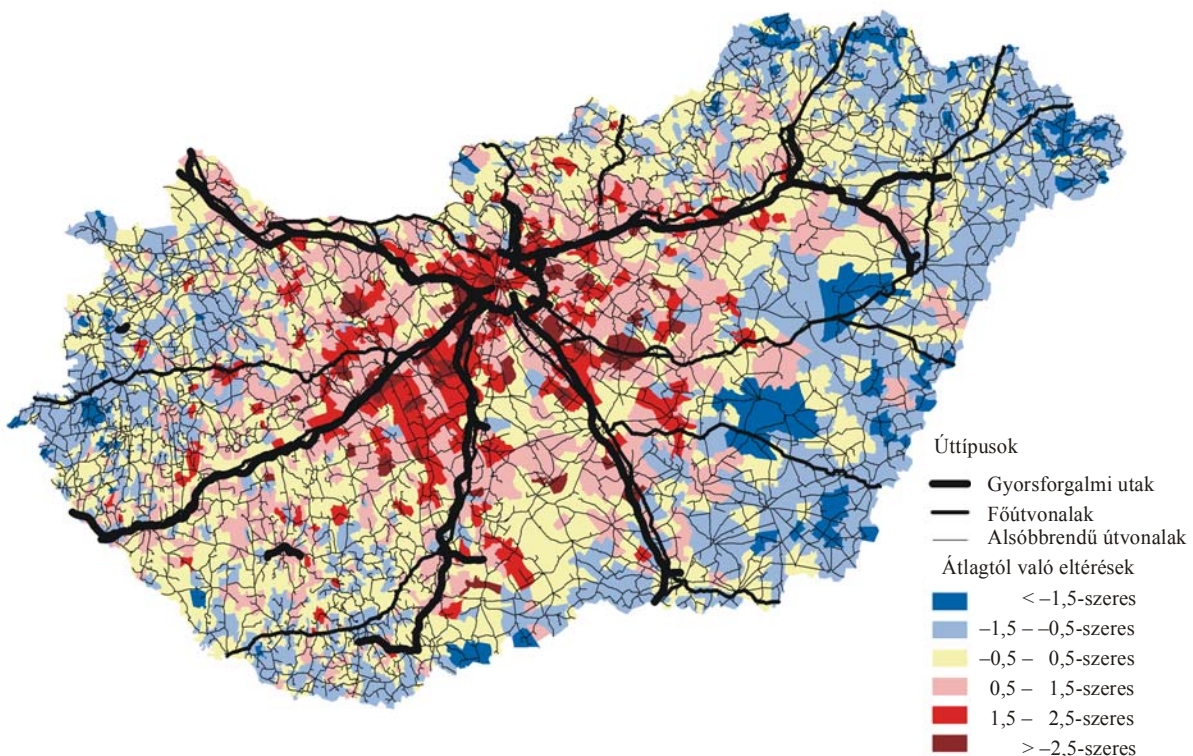 Úttípusok
Gyorsforgalmi utak
Főútvonalak
Alsóbbrendű útvonalak
Átlagtól való eltérések
< –1,5-szeres
–1,5 – –0,5-szeres
–0,5 – 0,5-szeres
0,5 – 1,5-szeres
1,5 – 2,5-szeres
> –2,5-szeres